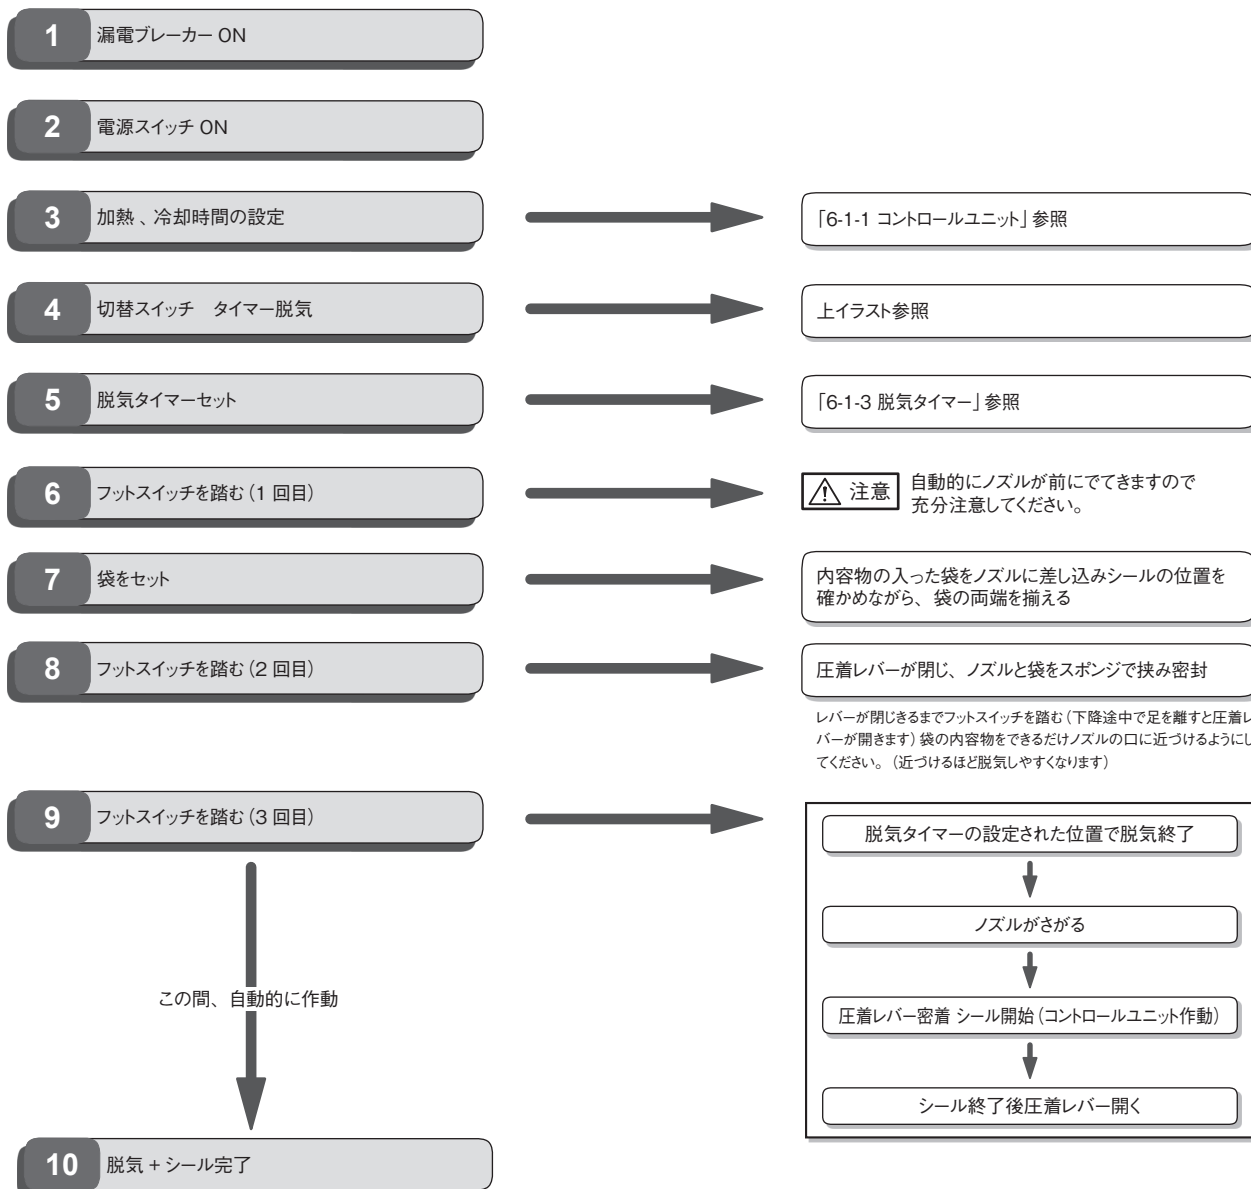 1 漏電ブレーカー ON
2 電源スイッチ ON
3 加熱 、冷却時間の設定
「6-1-1 コントロールユニット」参照
4 切替スイッチ　タイマー脱気
上イラスト参照
5 脱気タイマーセット
「6-1-3 脱気タイマー」参照
6 フットスイッチを踏む（1 回目）
注意
自動的にノズルが前にでてきますので
充分注意してください。
7 袋をセット
内容物の入った袋をノズルに差し込みシールの位置を
確かめながら、袋の両端を揃える
8 フットスイッチを踏む（2 回目）
圧着レバーが閉じ、ノズルと袋をスポンジで挟み密封
レバーが閉じきるまでフットスイッチを踏む（下降途中で足を離すと圧着レ
バーが開きます）袋の内容物をできるだけノズルの口に近づけるようにし
てください。（近づけるほど脱気しやすくなります）
9 フットスイッチを踏む（3 回目）
脱気タイマーの設定された位置で脱気終了
ノズルがさがる
圧着レバー密着 シール開始（コントロールユニット作動）
シール終了後圧着レバー開く
この間、自動的に作動
10 脱気 + シール完了